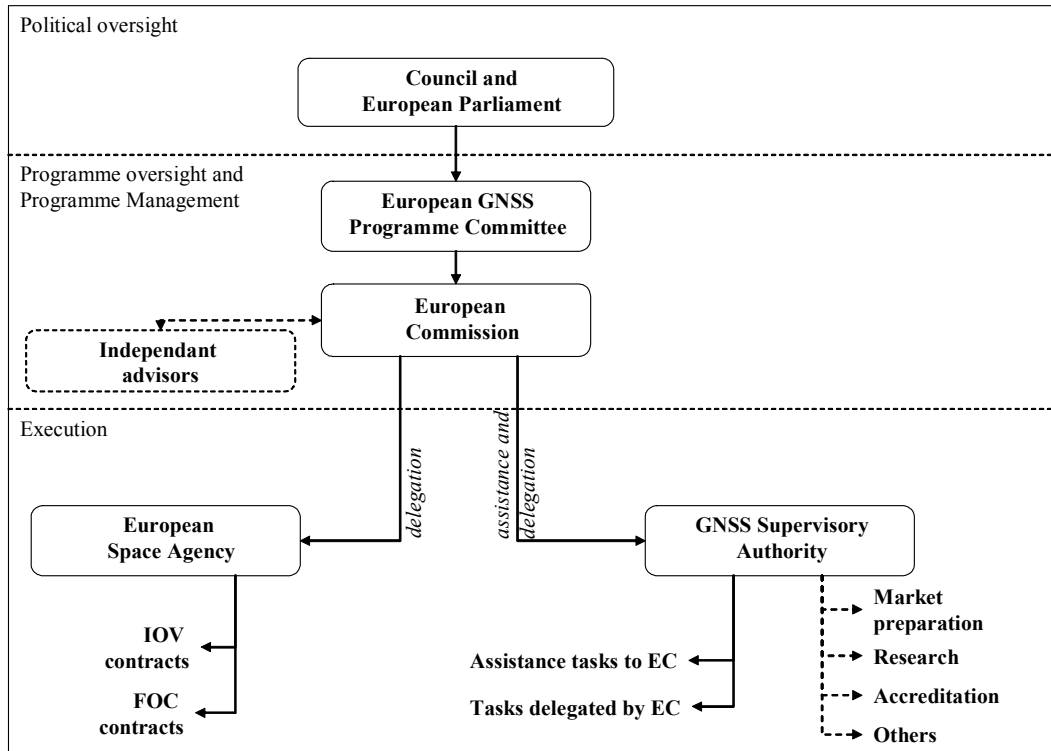 Political oversight
Council and
European Parliament
Programme oversight and
Programme Management
European GNSS
Programme Committee
European
Commission
Independant
advisors
Execution
delegation
assistance and
delegation
European
Space Agency
GNSS Supervisory
Authority
IOV
contracts
FOC
contracts
Assistance tasks to EC
Tasks delegated by EC
Market
preparation
Research
Accreditation
Others